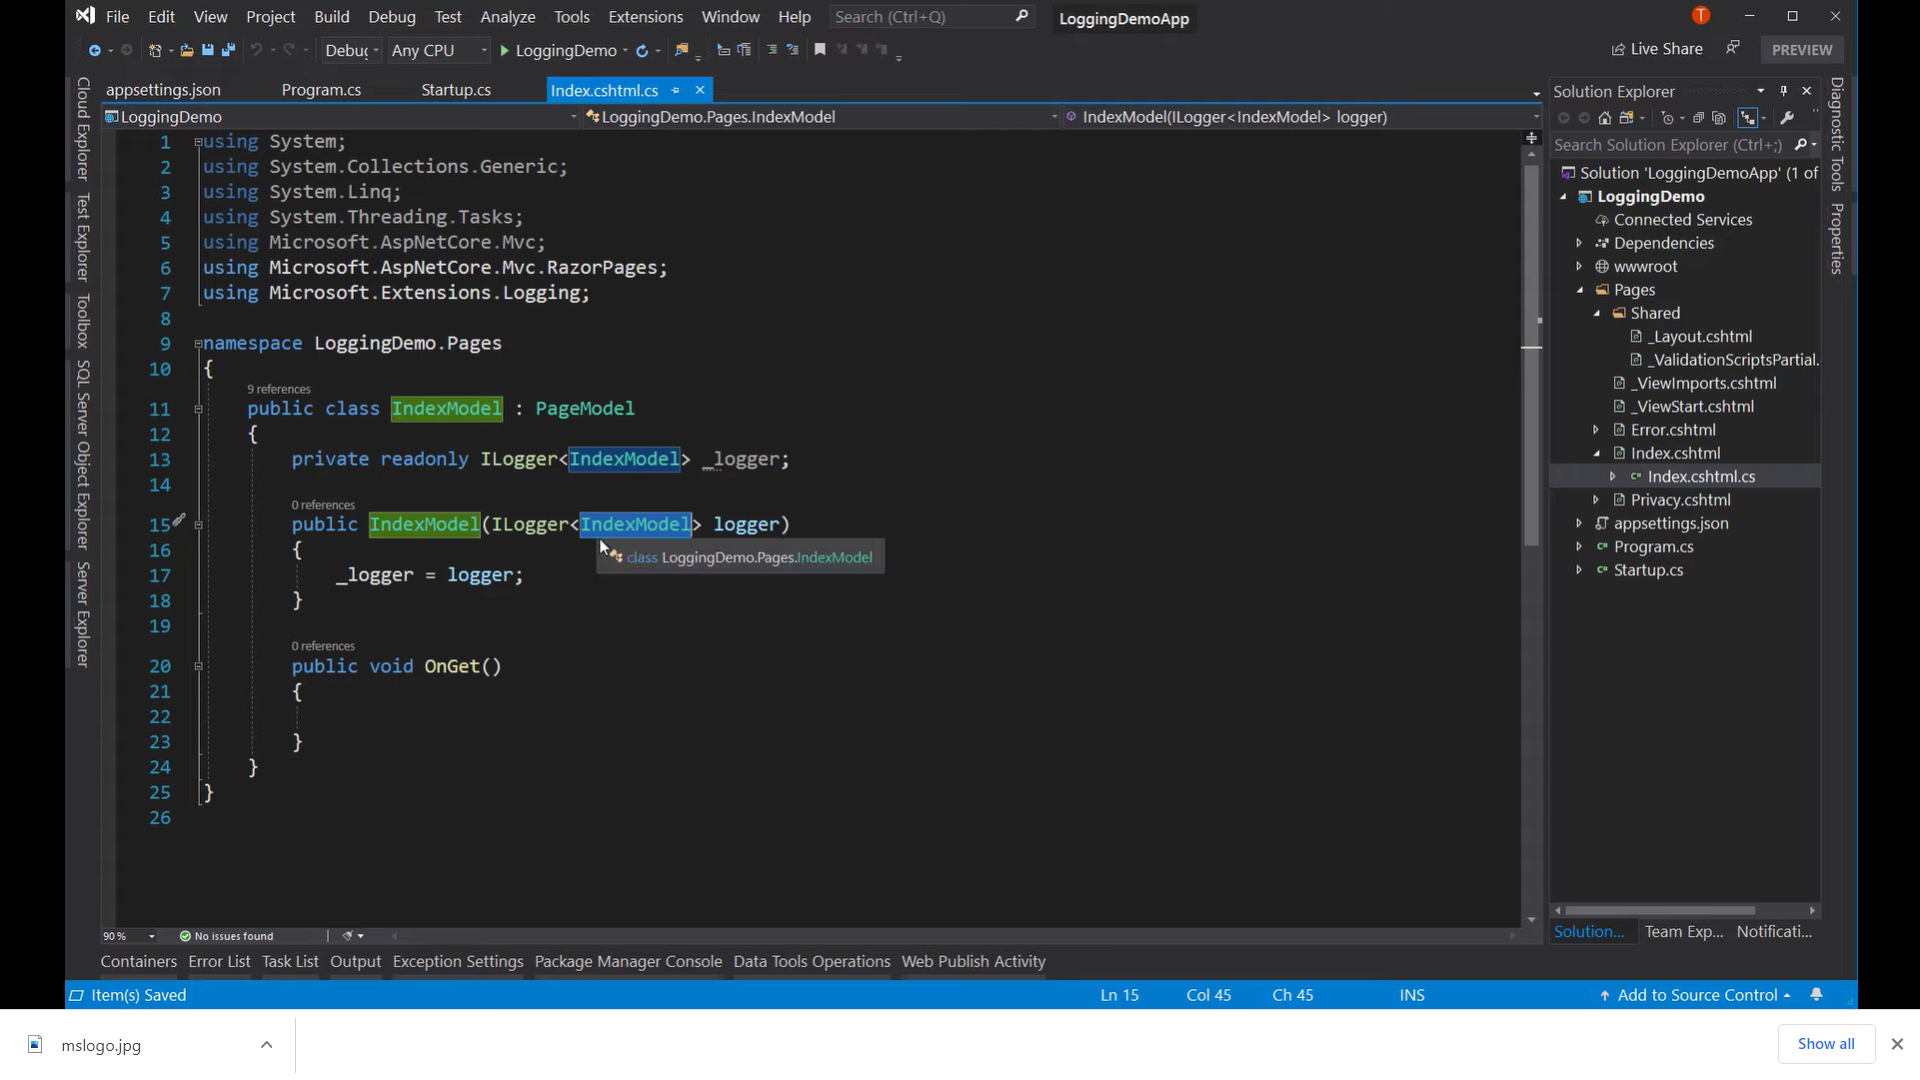 File Edit View Project Build Debug Test Analyze Tools Extensions Window Help Search (Ctrl+Q) LoggingDemoApp T
Debug Any CPU LoggingDemo Live Share PREVIEW
appsettings.json Program.cs Startup.cs Index.cshtml.cs
LoggingDemo LoggingDemo.Pages.IndexModel IndexModel(ILogger<IndexModel> logger)
Cloud Explorer
Test Explorer
Toolbox
SQL Server Object Explorer
Server Explorer
1 using System;
2 using System.Collections.Generic;
3 using System.Linq;
4 using System.Threading.Tasks;
5 using Microsoft.AspNetCore.Mvc;
6 using Microsoft.AspNetCore.Mvc.RazorPages;
7 using Microsoft.Extensions.Logging;
8
9 namespace LoggingDemo.Pages
10 {
9 references
11 public class IndexModel : PageModel
12 {
13 private readonly ILogger<IndexModel> _logger;
14
0 references
15 public IndexModel(ILogger<IndexModel> logger)
16 {
class LoggingDemo.Pages.IndexModel
17 _logger = logger;
18 }
19
0 references
20 public void OnGet()
21 {
22
23 }
24 }
25 }
26
90 % No issues found
Solution Explorer
Search Solution Explorer (Ctrl+;)
Solution 'LoggingDemoApp' (1 of
LoggingDemo
Connected Services
Dependencies
wwwroot
Pages
Shared
_Layout.cshtml
_ValidationScriptsPartial.
_ViewImports.cshtml
_ViewStart.cshtml
Error.cshtml
Index.cshtml
Index.cshtml.cs
Privacy.cshtml
appsettings.json
Program.cs
Startup.cs
Solution... Team Exp... Notificati...
Diagnostic Tools
Properties
Containers Error List Task List Output Exception Settings Package Manager Console Data Tools Operations Web Publish Activity
Item(s) Saved Ln 15 Col 45 Ch 45 INS Add to Source Control
mslogo.jpg Show all